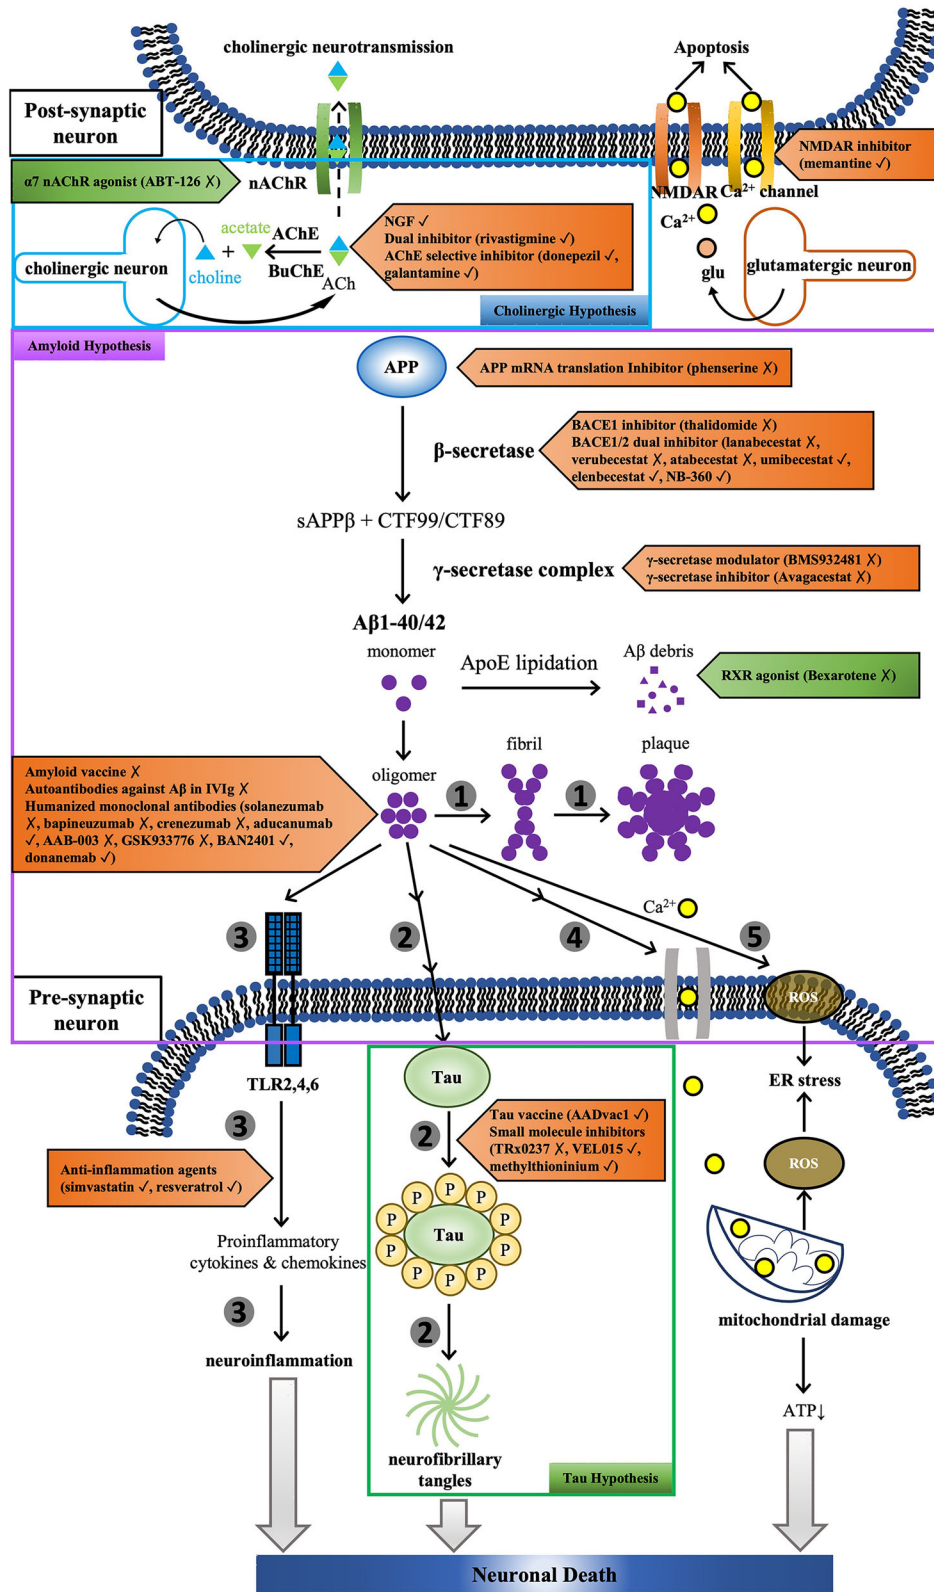 cholinergic neurotransmission
Apoptosis
Post-synaptic
neuron
NMDAR inhibitor
(memantine ✓)
α7 nAChR agonist (ABT-126 ✗)
nAChR
NMDAR
Ca²⁺ channel
Ca²⁺
glu
NGF ✓
Dual inhibitor (rivastigmine ✓)
AChE selective inhibitor (donepezil ✓,
galantamine ✓)
acetate
AChE
+
cholinergic neuron
choline
BuChE
ACh
glutamatergic neuron
Cholinergic Hypothesis
Amyloid Hypothesis
APP
APP mRNA translation Inhibitor (phenserine ✗)
β-secretase
BACE1 inhibitor (thalidomide ✗)
BACE1/2 dual inhibitor (lanabecestat ✗,
verubecestat ✗, atabecestat ✗, umibecestat ✓,
elenbecestat ✓, NB-360 ✓)
sAPPβ + CTF99/CTF89
γ-secretase complex
γ-secretase modulator (BMS932481 ✗)
γ-secretase inhibitor (Avagacestat ✗)
Aβ1-40/42
monomer
ApoE lipidation
Aβ debris
RXR agonist (Bexarotene ✗)
fibril
plaque
oligomer
1
1
Amyloid vaccine ✗
Autoantibodies against Aβ in IVIg ✗
Humanized monoclonal antibodies (solanezumab
✗, bapineuzumab ✗, crenezumab ✗, aducanumab
✓, AAB-003 ✗, GSK933776 ✗, BAN2401 ✓,
donanemab ✓)
Ca²⁺
3
2
4
5
Pre-synaptic
neuron
ROS
TLR2,4,6
Tau
ER stress
3
2
Tau vaccine (AADvac1 ✓)
Small molecule inhibitors
(TRx0237 ✗, VEL015 ✓,
methylthioninium ✓)
Anti-inflammation agents
(simvastatin ✓, resveratrol ✓)
ROS
P
P
P
P
P
P
P
P
P
P
Tau
Proinflammatory
cytokines & chemokines
3
2
mitochondrial damage
neuroinflammation
ATP↓
neurofibrillary
tangles
Tau Hypothesis
Neuronal Death